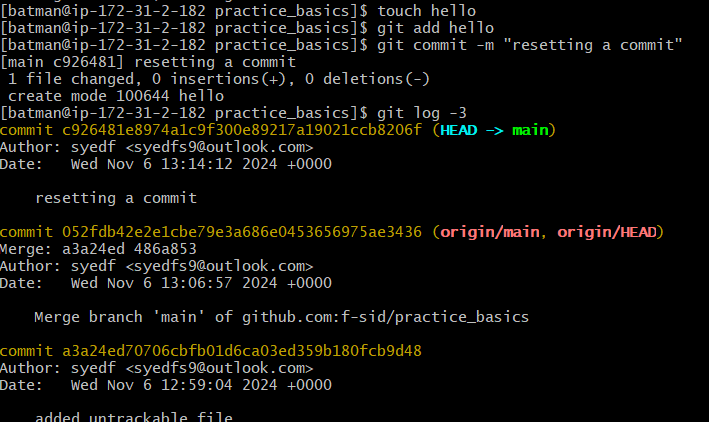 [batman@ip-172-31-2-182 practice_basics]$ touch hello
[batman@ip-172-31-2-182 practice_basics]$ git add hello
[batman@ip-172-31-2-182 practice_basics]$ git commit -m "resetting a commit"
[main c926481] resetting a commit
 1 file changed, 0 insertions(+), 0 deletions(-)
 create mode 100644 hello
[batman@ip-172-31-2-182 practice_basics]$ git log -3
commit c926481e8974a1c9f300e89217a19021ccb8206f (HEAD -> main)
Author: syedf <syedfs9@outlook.com>
Date:   Wed Nov 6 13:14:12 2024 +0000

    resetting a commit

commit 052fdb42e2e1cbe79e3a686e0453656975ae3436 (origin/main, origin/HEAD)
Merge: a3a24ed 486a853
Author: syedf <syedfs9@outlook.com>
Date:   Wed Nov 6 13:06:57 2024 +0000

    Merge branch 'main' of github.com:f-sid/practice_basics

commit a3a24ed70706cbfb01d6ca03ed359b180fcb9d48
Author: syedf <syedfs9@outlook.com>
Date:   Wed Nov 6 12:59:04 2024 +0000

    added untrackable file